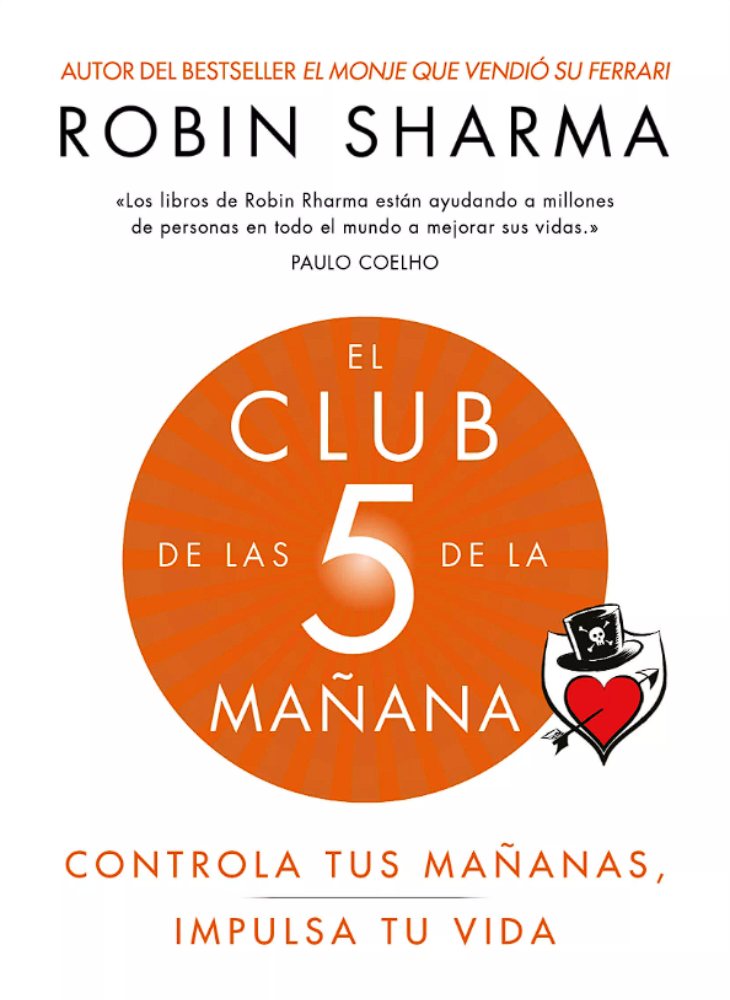 AUTOR DEL BESTSELLER EL MONJE QUE VENDIÓ SU FERRARI
ROBIN SHARMA
«Los libros de Robin Rharma están ayudando a millones
de personas en todo el mundo a mejorar sus vidas.»
PAULO COELHO
EL
CLUB
DE LAS 5 DE LA
MAÑANA
CONTROLA TUS MAÑANAS,
IMPULSA TU VIDA